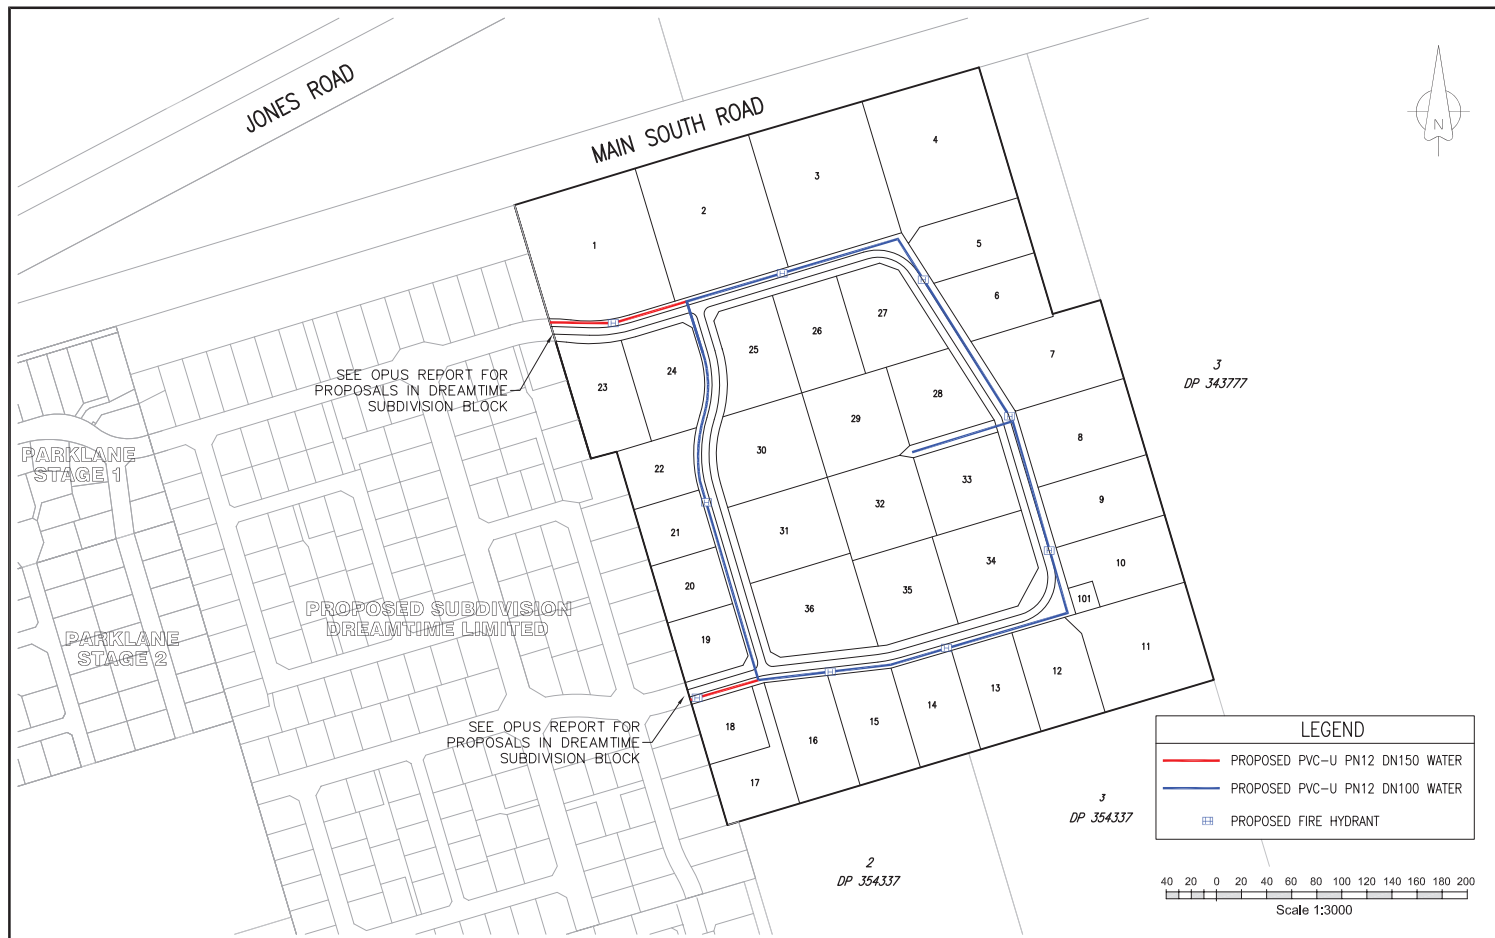 JONES ROAD
MAIN SOUTH ROAD
N
4
3
2
1
5
6
7
27
26
25
24
23
28
29
30
22
21
20
19
31
32
33
34
35
36
8
9
10
101
11
12
13
14
15
16
17
18
3
DP 343777
SEE OPUS REPORT FOR
PROPOSALS IN DREAMTIME
SUBDIVISION BLOCK
PARKLANE
STAGE 1
PROPOSED SUBDIVISION
DREAMTIME LIMITED
PARKLANE
STAGE 2
SEE OPUS REPORT FOR
PROPOSALS IN DREAMTIME
SUBDIVISION BLOCK
3
DP 354337
2
DP 354337
LEGEND
PROPOSED PVC-U PN12 DN150 WATER
PROPOSED PVC-U PN12 DN100 WATER
H PROPOSED FIRE HYDRANT
40 20 0 20 40 60 80 100 120 140 160 180 200
Scale 1:3000